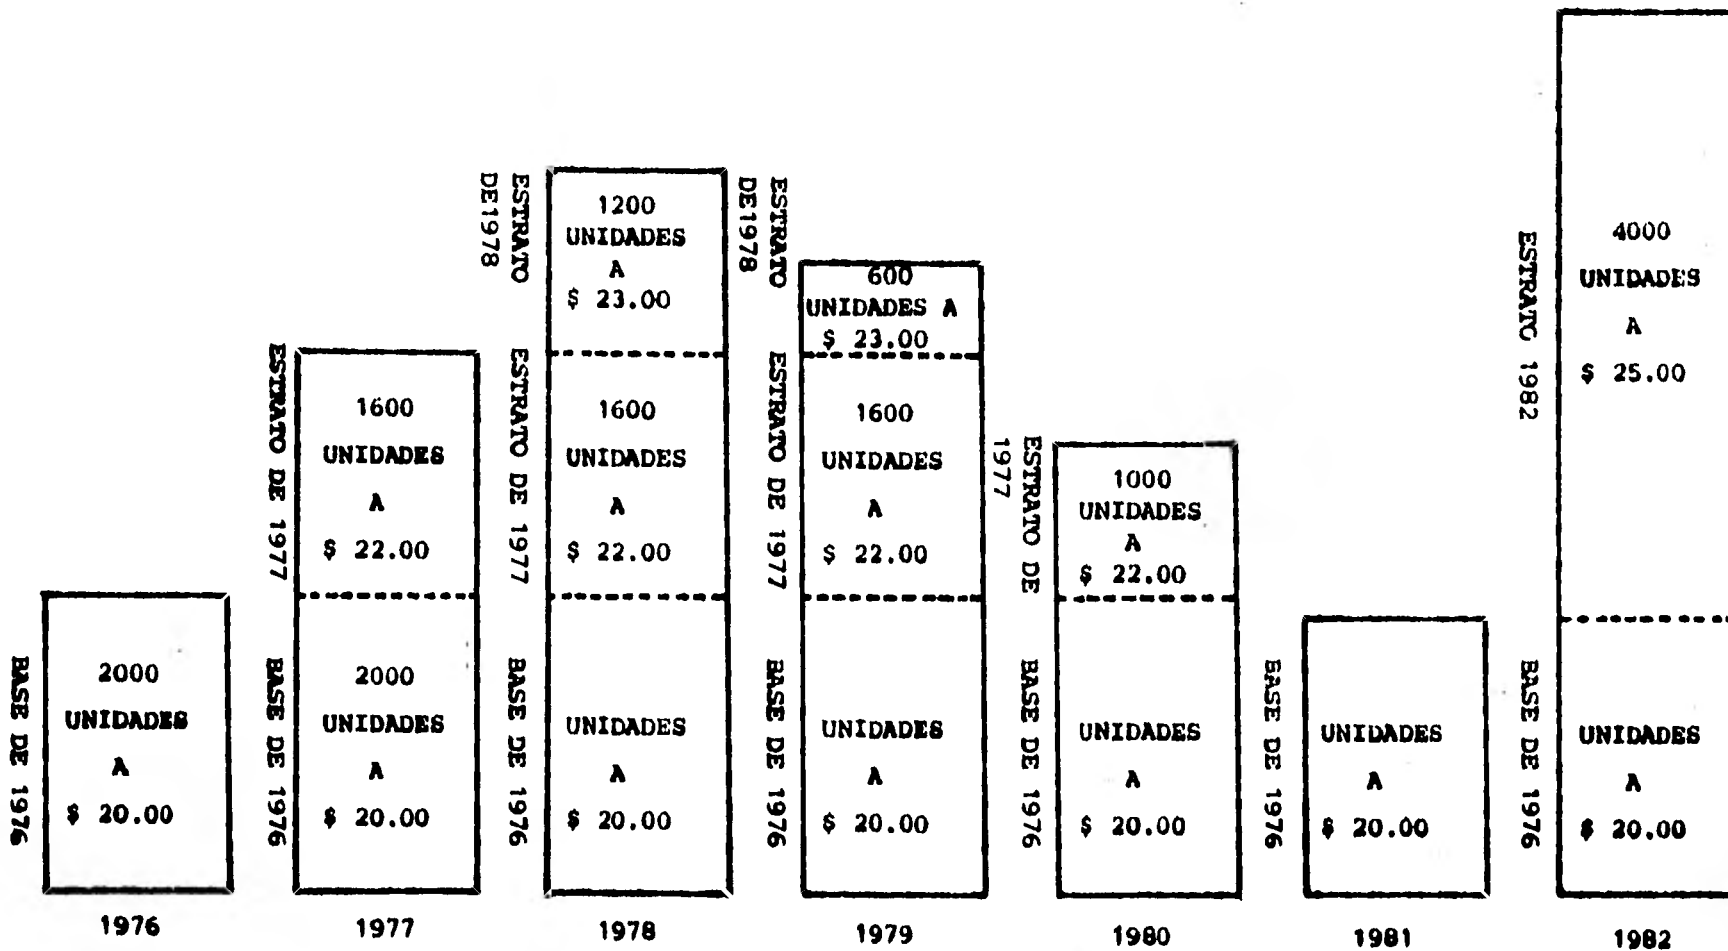 BASE DE 1976
2000
UNIDADES
A
$ 20.00
1976
ESTRATO DE 1977
1600
UNIDADES
A
$ 22.00
BASE DE 1976
2000
UNIDADES
A
$ 20.00
1977
ESTRATO
DE1978
1200
UNIDADES
A
$ 23.00
ESTRATO DE 1977
1600
UNIDADES
A
$ 22.00
BASE DE 1976
UNIDADES
A
$ 20.00
1978
ESTRATO
DE1978
600
UNIDADES A
$ 23.00
ESTRATO DE 1977
1600
UNIDADES
A
$ 22.00
BASE DE 1976
UNIDADES
A
$ 20.00
1979
ESTRATO DE
1977
1000
UNIDADES
A
$ 22.00
BASE DE 1976
UNIDADES
A
$ 20.00
1980
BASE DE 1976
UNIDADES
A
$ 20.00
1981
ESTRATO 1982
4000
UNIDADES
A
$ 25.00
BASE DE 1976
UNIDADES
A
$ 20.00
1982